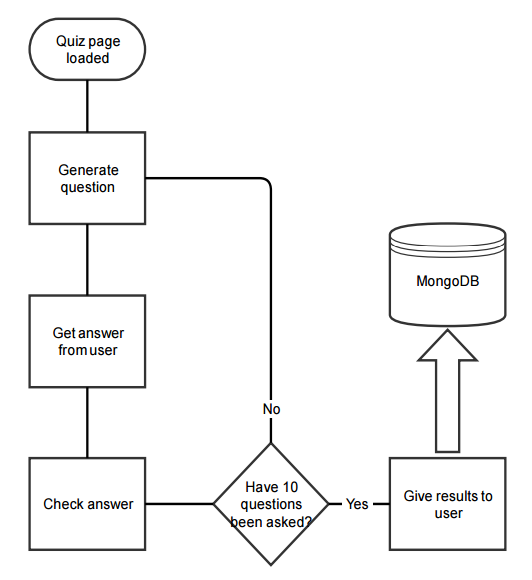 Quiz page
loaded
Generate
question
Get answer
from user
Check answer
Have 10
questions
been asked?
No
Yes
Give results to
user
MongoDB